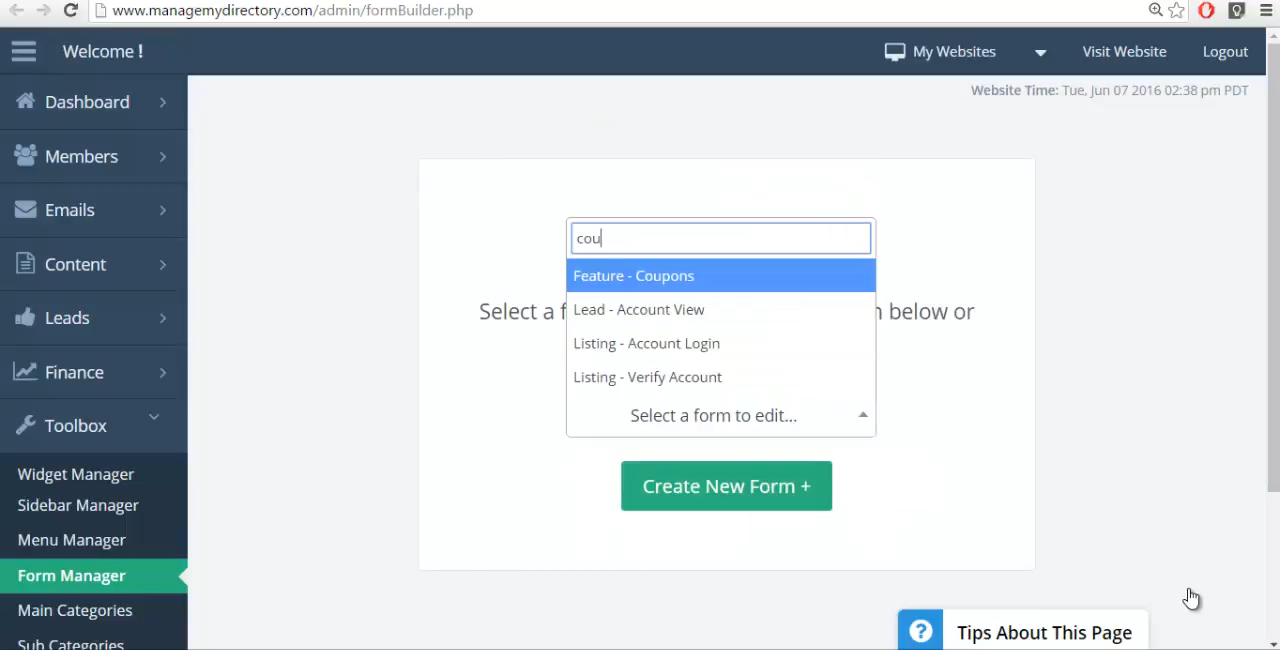 www.managemydirectory.com/admin/formBuilder.php
Welcome !
My Websites
Visit Website
Logout
Website Time: Tue, Jun 07 2016 02:38 pm PDT
Dashboard
Members
Emails
Content
Leads
Finance
Toolbox
Widget Manager
Sidebar Manager
Menu Manager
Form Manager
Main Categories
Sub Categories
cou
Feature - Coupons
Lead - Account View
Listing - Account Login
Listing - Verify Account
Select a below or
Select a form to edit...
Create New Form +
? Tips About This Page